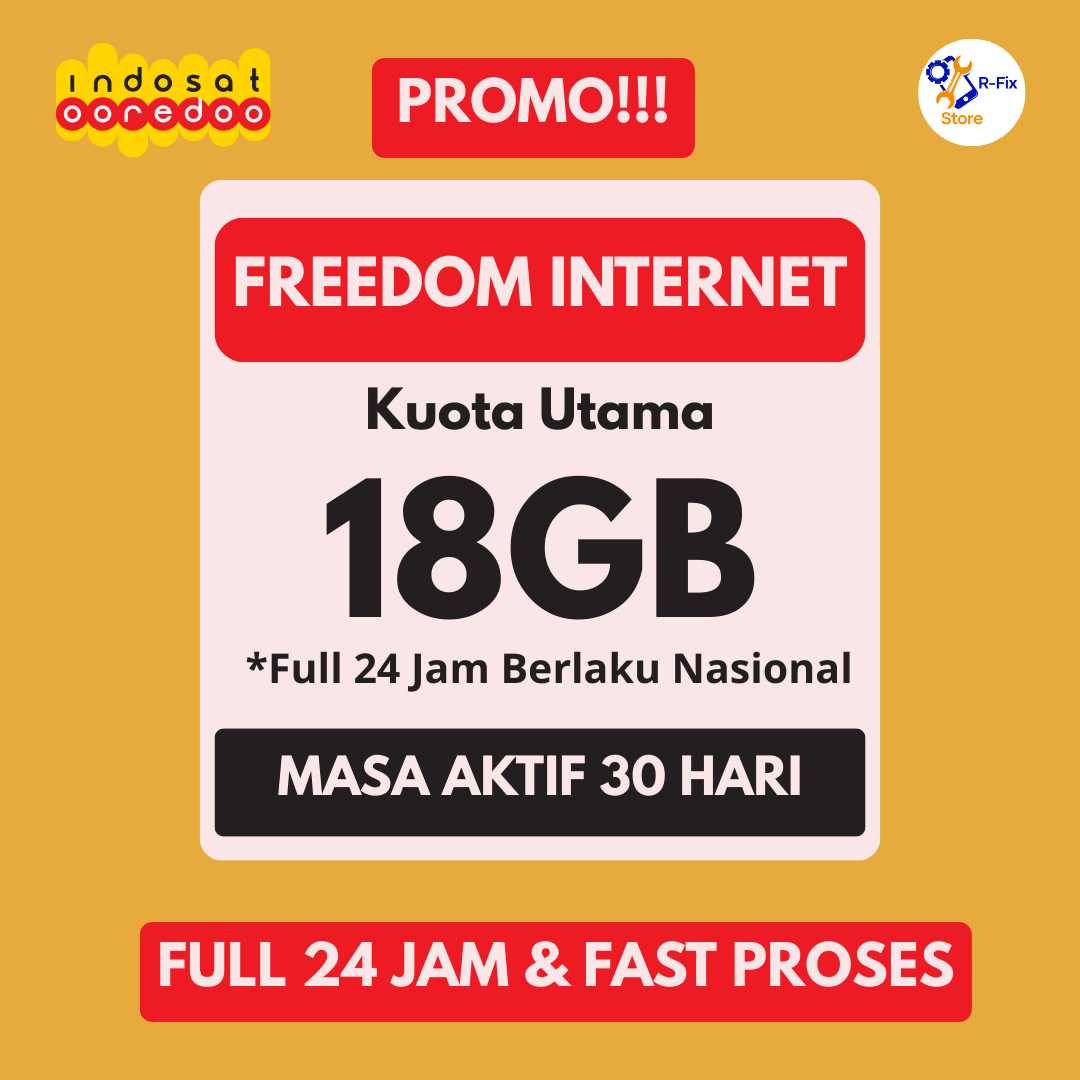 indosat
ooredoo
PROMO!!!
R-Fix
Store
FREEDOM INTERNET
Kuota Utama
18GB
*Full 24 Jam Berlaku Nasional
MASA AKTIF 30 HARI
FULL 24 JAM & FAST PROSES